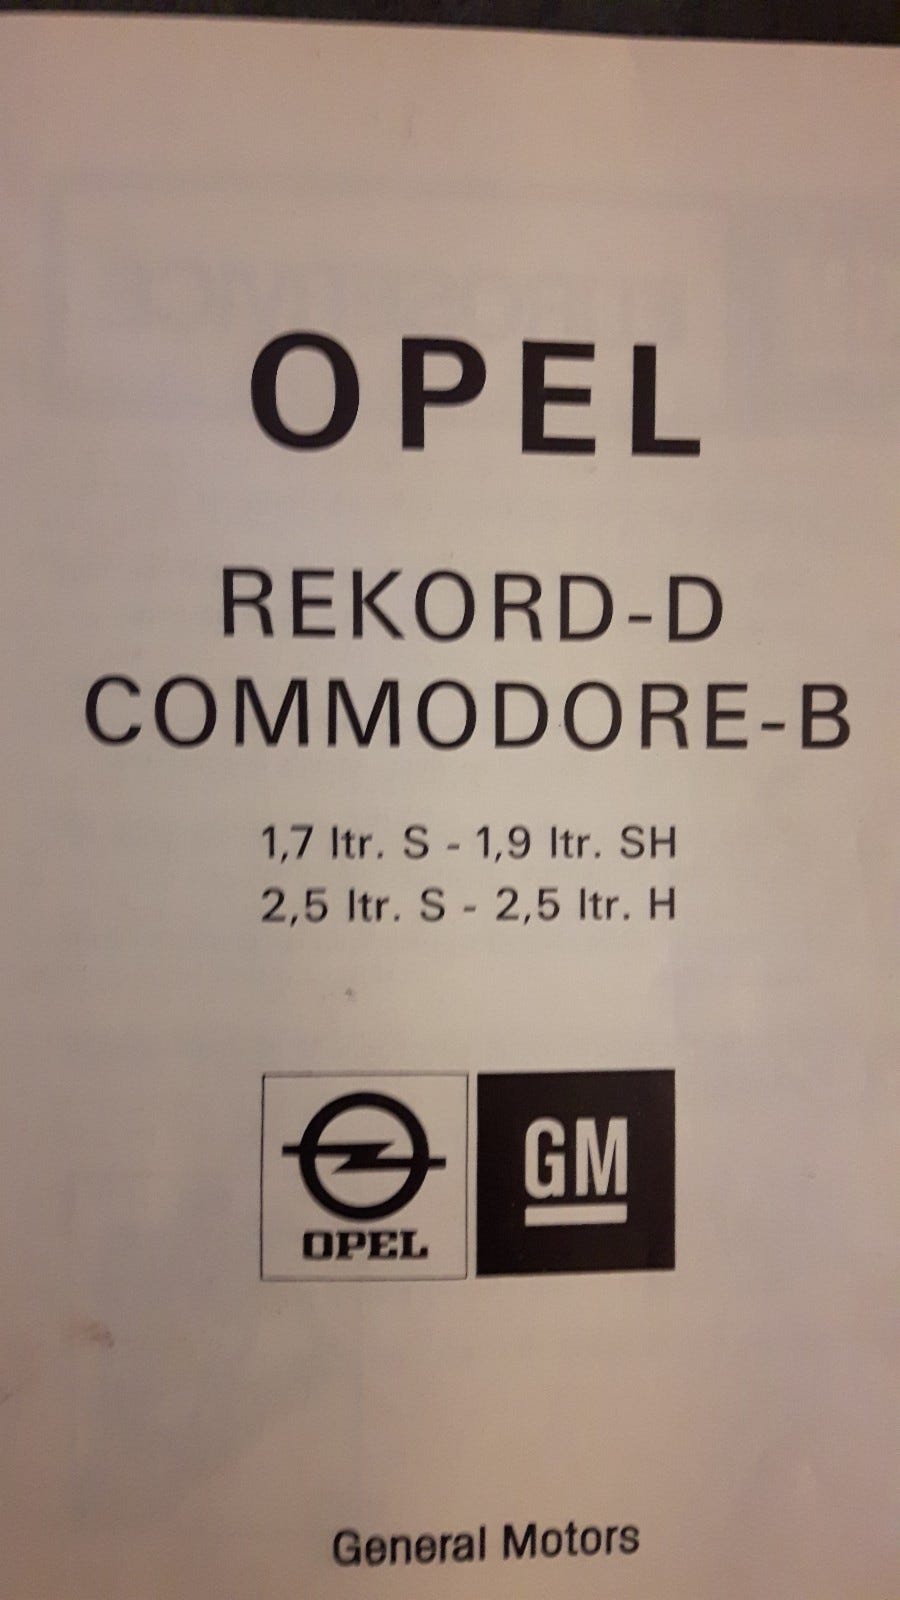 OPEL
REKORD-D
COMMODORE-B
1,7 ltr. S - 1,9 ltr. SH
2,5 ltr. S - 2,5 ltr. H
OPEL
GM
General Motors